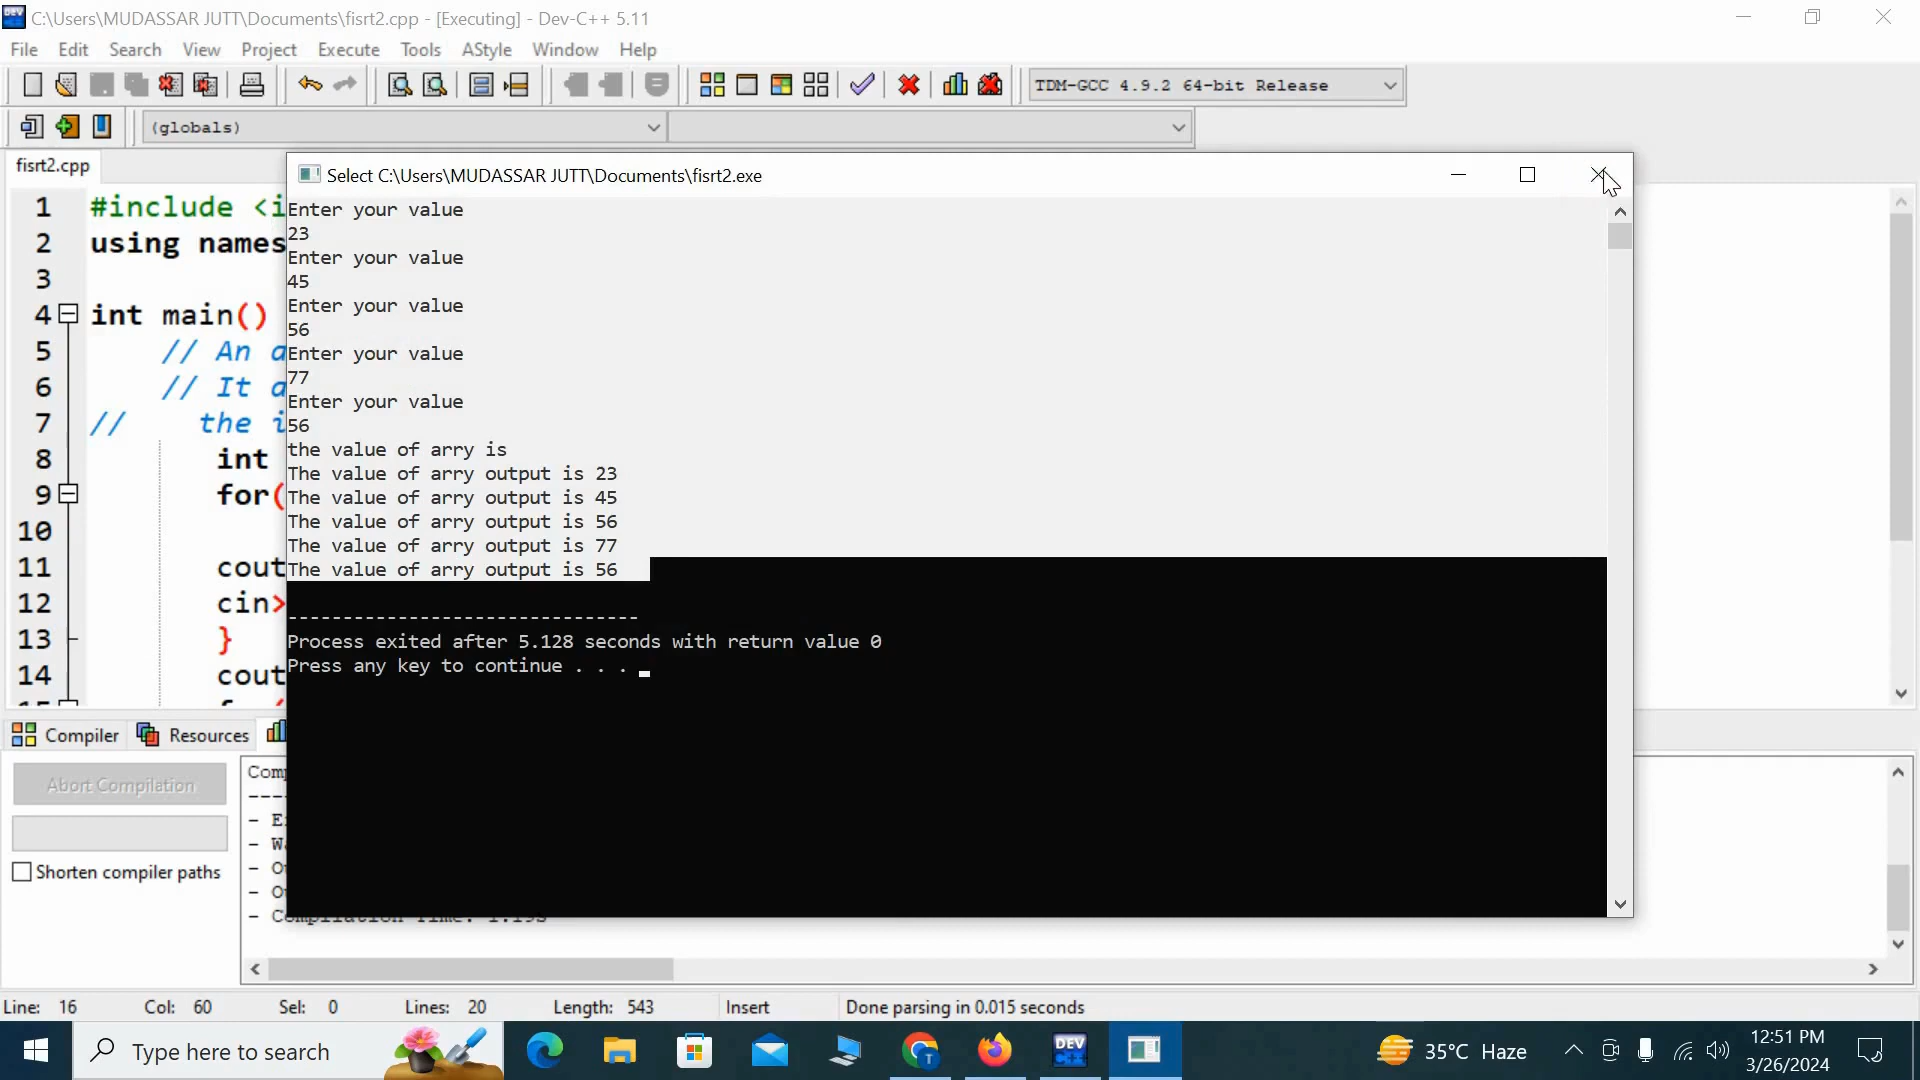 C:\Users\MUDASSAR JUTT\Documents\fisrt2.cpp - [Executing] - Dev-C++ 5.11
File Edit Search View Project Execute Tools AStyle Window Help
TDM-GCC 4.9.2 64-bit Release
(globals)
fisrt2.cpp
Select C:\Users\MUDASSAR JUTT\Documents\fisrt2.exe
1 #include <i
2 using names
3
4 int main()
5 // An a
6 // It a
7 // the i
8 int
9 for(
10
11 cout
12 cin>
13 }
14 cout
Enter your value
23
Enter your value
45
Enter your value
56
Enter your value
77
Enter your value
56
the value of arry is
The value of arry output is 23
The value of arry output is 45
The value of arry output is 56
The value of arry output is 77
The value of arry output is 56
--------------------------------
Process exited after 5.128 seconds with return value 0
Press any key to continue . . .
Compiler Resources
Abort Compilation
Shorten compiler paths
Line: 16 Col: 60 Sel: 0 Lines: 20 Length: 543 Insert Done parsing in 0.015 seconds
Type here to search
DEV
C++
35°C Haze
12:51 PM
3/26/2024